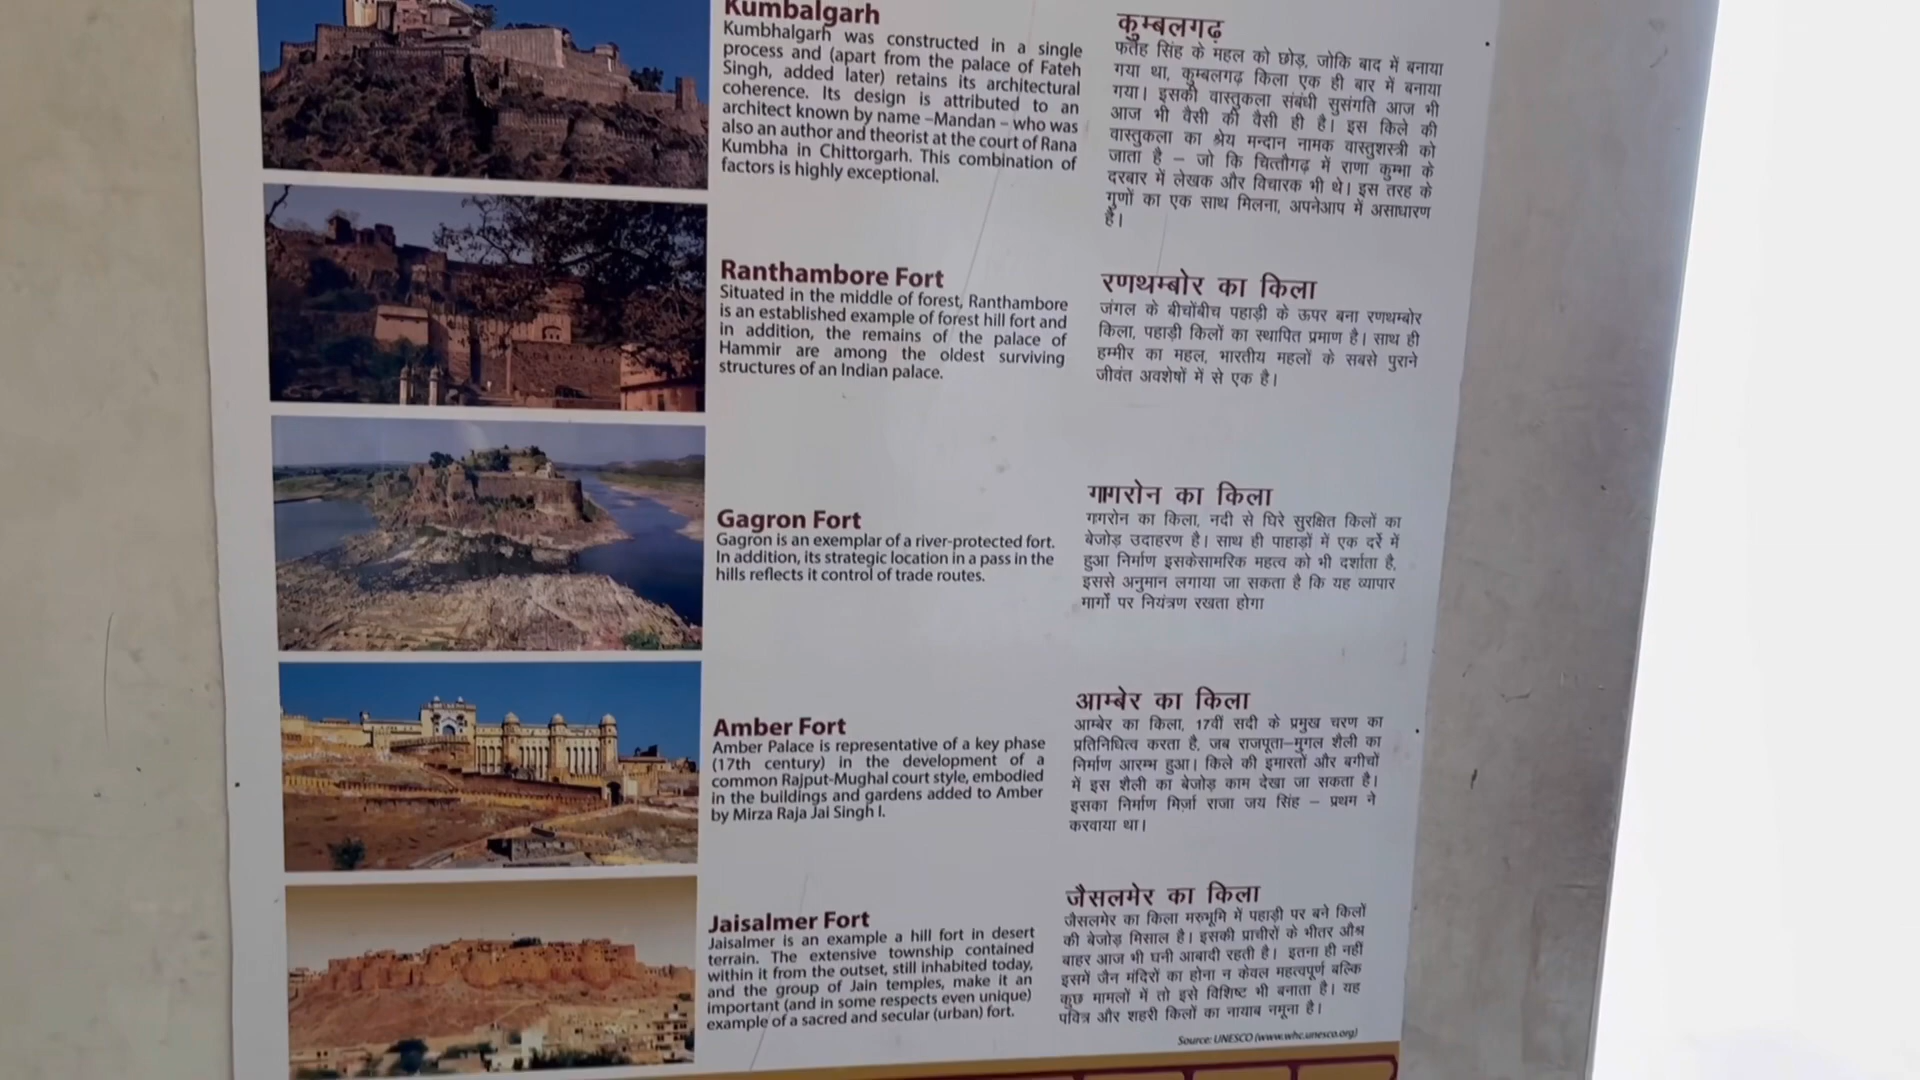 Kumbalgarh
Kumbhalgarh was constructed in a single
process and (apart from the palace of Fateh
Singh, added later) retains its architectural
coherence. Its design is attributed to an
architect known by name –Mandan – who was
also an author and theorist at the court of Rana
Kumbha in Chittorgarh. This combination of
factors is highly exceptional.
कुम्बलगढ़
फतेह सिंह के महल को छोड़, जोकि बाद में बनाया
गया था, कुम्बलगढ़ किला एक ही बार में बनाया
गया। इसकी वास्तुकला संबंधी सुसंगति आज भी
आज भी वैसी की वैसी ही है। इस किले की
वास्तुकला का श्रेय मन्दान नामक वास्तुशस्त्री को
जाता है – जो कि चित्तौगढ़ में राणा कुम्भा के
दरबार में लेखक और विचारक भी थे। इस तरह के
गुणों का एक साथ मिलना, अपनेआप में असाधारण
है।
Ranthambore Fort
Situated in the middle of forest, Ranthambore
is an established example of forest hill fort and
in addition, the remains of the palace of
Hammir are among the oldest surviving
structures of an Indian palace.
रणथम्बोर का किला
जंगल के बीचोंबीच पहाड़ी के ऊपर बना रणथम्बोर
किला, पहाड़ी किलों का स्थापित प्रमाण है। साथ ही
हम्मीर का महल, भारतीय महलों के सबसे पुराने
जीवंत अवशेषों में से एक है।
Gagron Fort
Gagron is an exemplar of a river-protected fort.
In addition, its strategic location in a pass in the
hills reflects it control of trade routes.
गागरोन का किला
गागरोन का किला, नदी से घिरे सुरक्षित किलों का
बेजोड़ उदाहरण है। साथ ही पाहाड़ों में एक दर्रे में
हुआ निर्माण इसकेसामरिक महत्व को भी दर्शाता है,
इससे अनुमान लगाया जा सकता है कि यह व्यापार
मार्गों पर नियंत्रण रखता होगा
Amber Fort
Amber Palace is representative of a key phase
(17th century) in the development of a
common Rajput-Mughal court style, embodied
in the buildings and gardens added to Amber
by Mirza Raja Jai Singh I.
आम्बेर का किला
आम्बेर का किला, 17वीं सदी के प्रमुख चरण का
प्रतिनिधित्व करता है, जब राजपूता–मुगल शैली का
निर्माण आरम्भ हुआ। किले की इमारतों और बगीचों
में इस शैली का बेजोड़ काम देखा जा सकता है।
इसका निर्माण मिर्ज़ा राजा जय सिंह – प्रथम ने
करवाया था।
Jaisalmer Fort
Jaisalmer is an example a hill fort in desert
terrain. The extensive township contained
within it from the outset, still inhabited today,
and the group of Jain temples, make it an
important (and in some respects even unique)
example of a sacred and secular (urban) fort.
जैसलमेर का किला
जैसलमेर का किला मरुभूमि में पहाड़ी पर बने किलों
की बेजोड़ मिसाल है। इसकी प्राचीरों के भीतर और
बाहर आज भी घनी आबादी रहती है। इतना ही नहीं
इसमें जैन मंदिरों का होना न केवल महत्वपूर्ण बल्कि
कुछ मामलों में तो इसे विशिष्ट भी बनाता है। यह
पवित्र और शहरी किलों का नायाब नमूना है।
Source: UNESCO (www.whc.unesco.org)